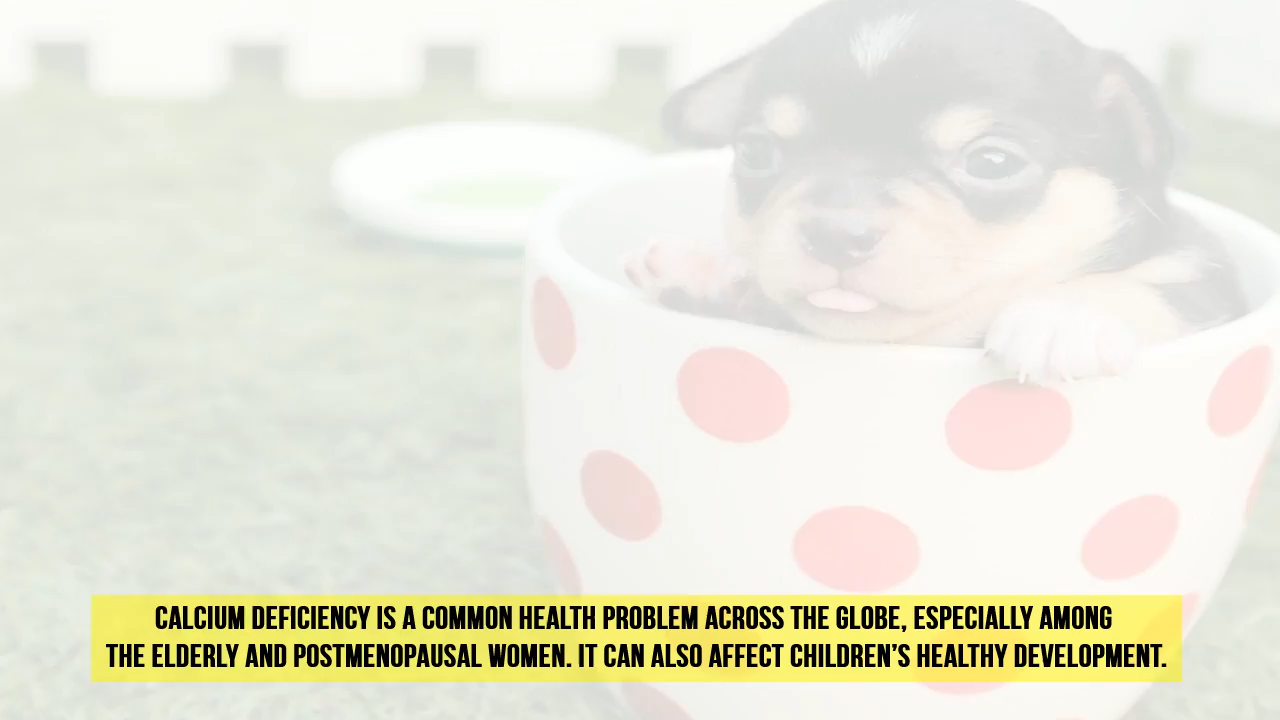 CALCIUM DEFICIENCY IS A COMMON HEALTH PROBLEM ACROSS THE GLOBE, ESPECIALLY AMONG
THE ELDERLY AND POSTMENOPAUSAL WOMEN. IT CAN ALSO AFFECT CHILDREN’S HEALTHY DEVELOPMENT.